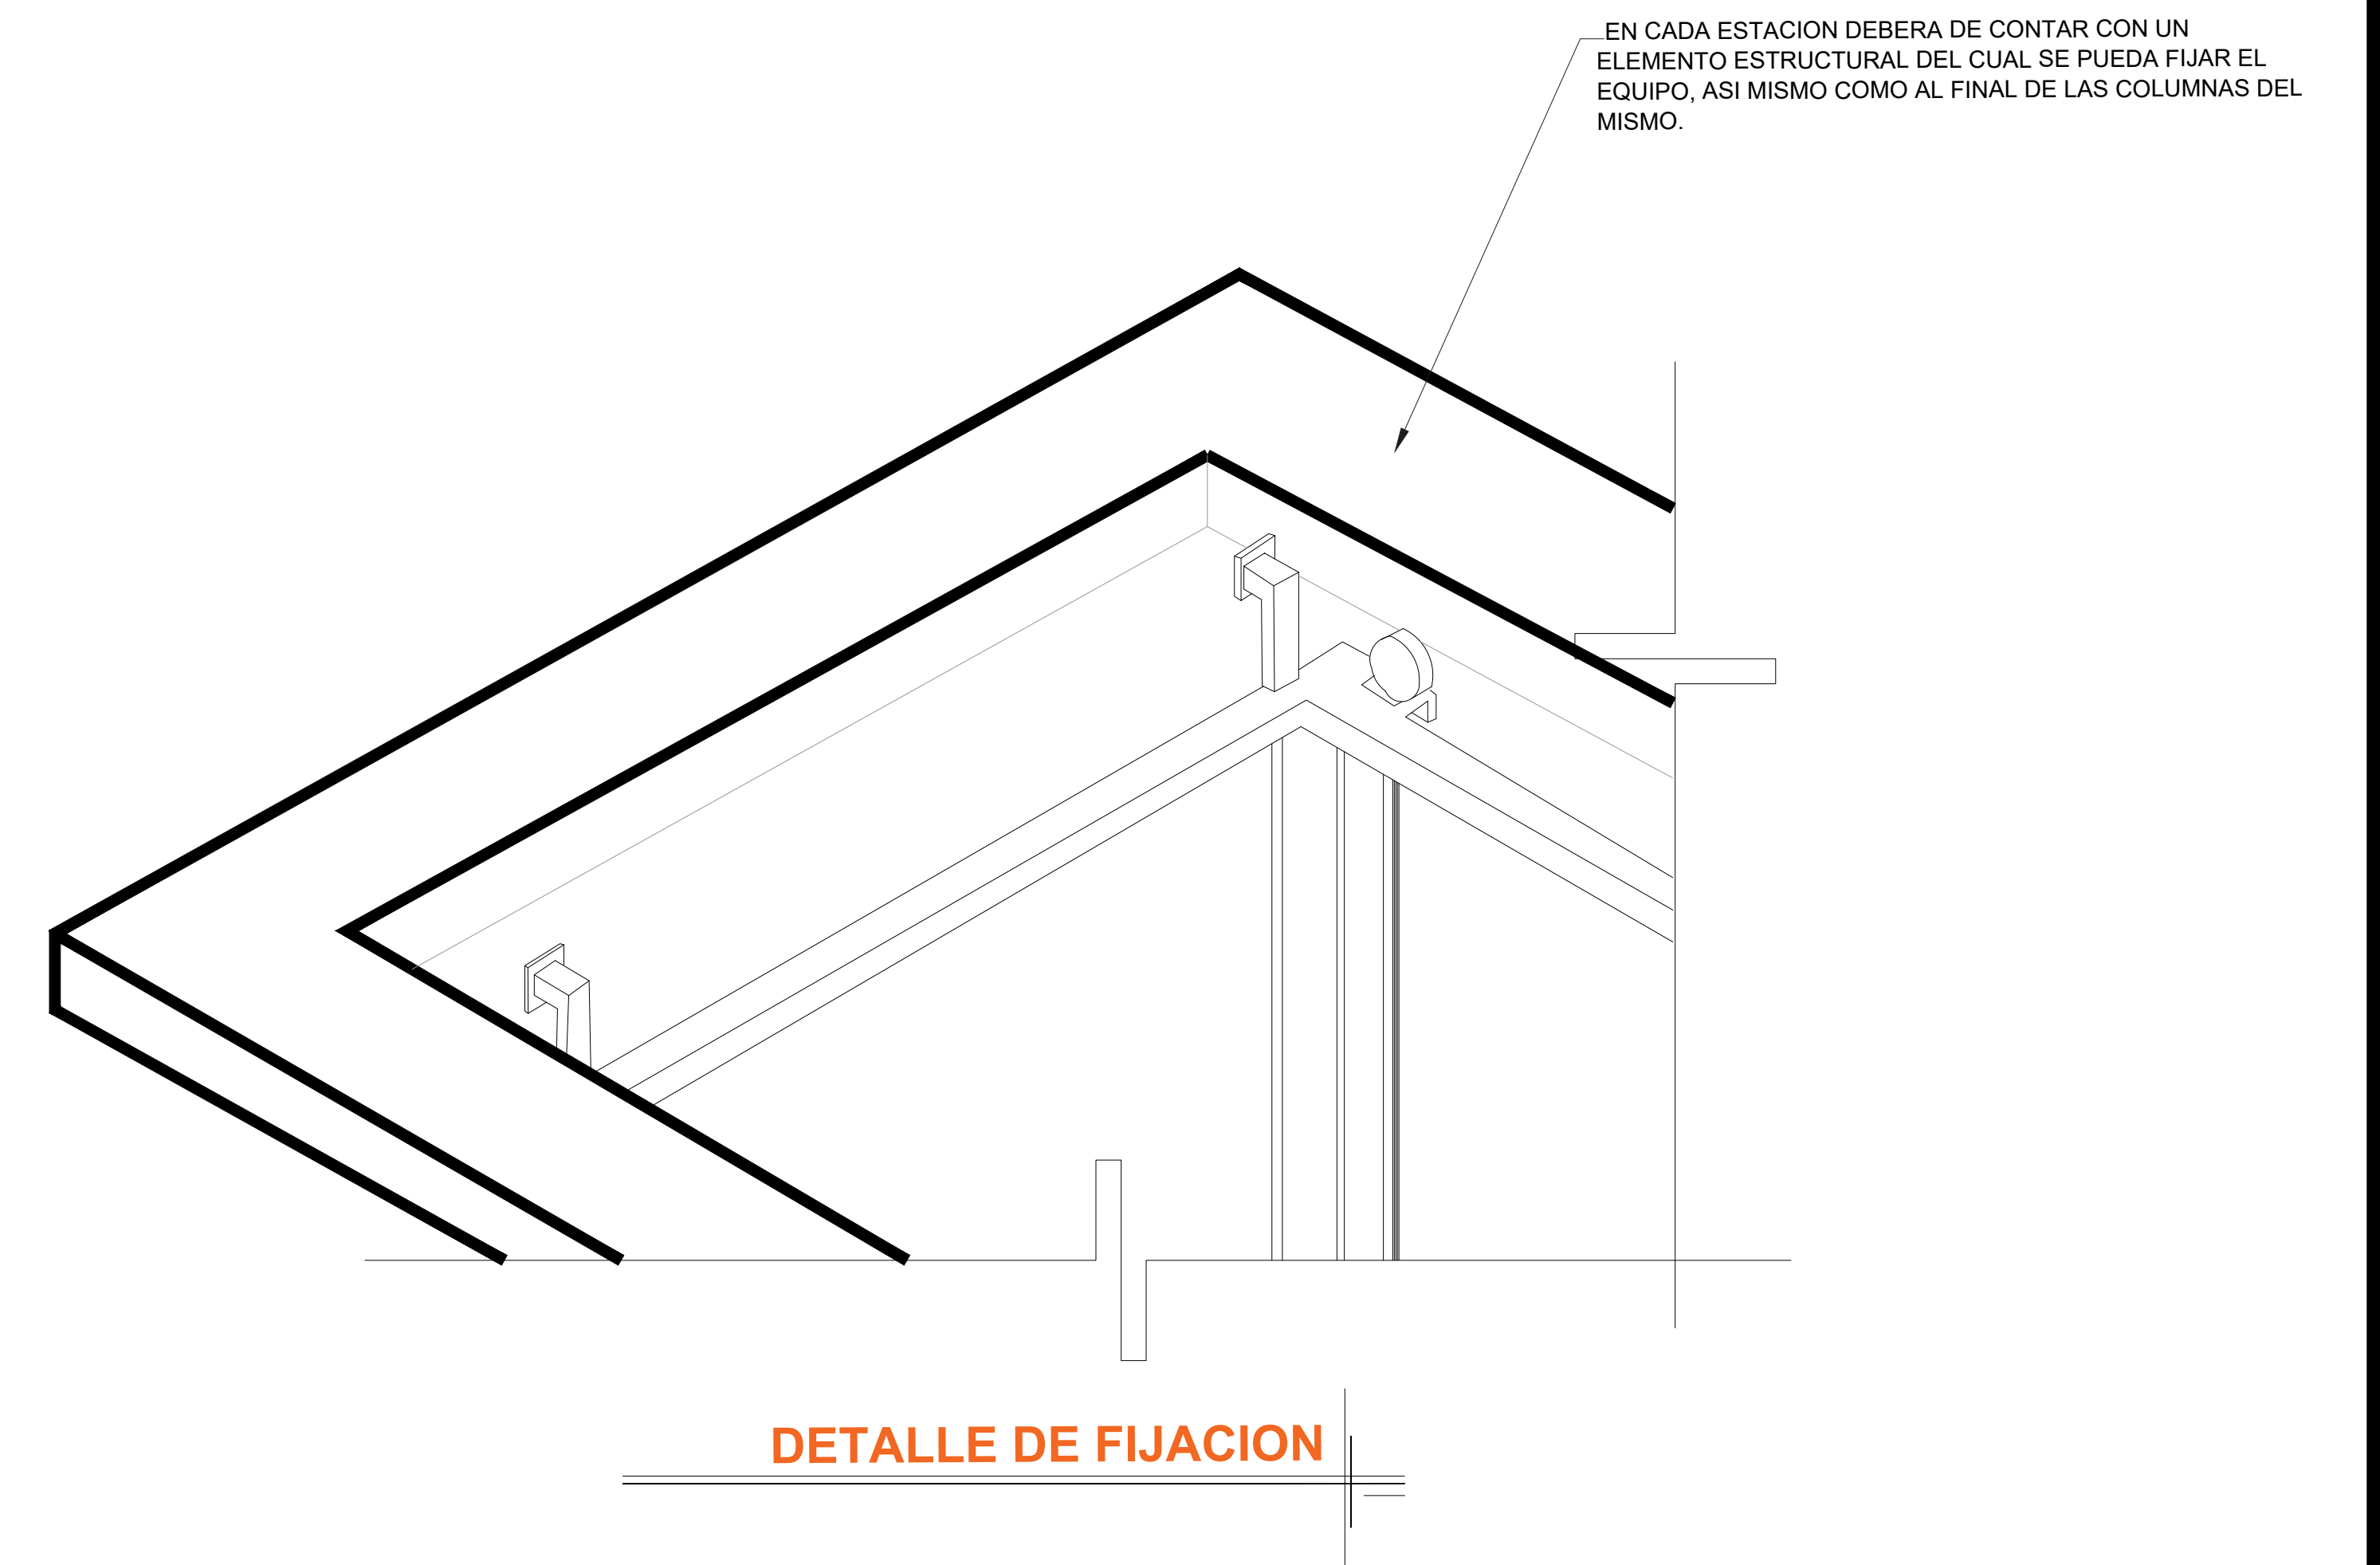 EN CADA ESTACION DEBERA DE CONTAR CON UN
ELEMENTO ESTRUCTURAL DEL CUAL SE PUEDA FIJAR EL
EQUIPO, ASI MISMO COMO AL FINAL DE LAS COLUMNAS DEL
MISMO.
DETALLE DE FIJACION